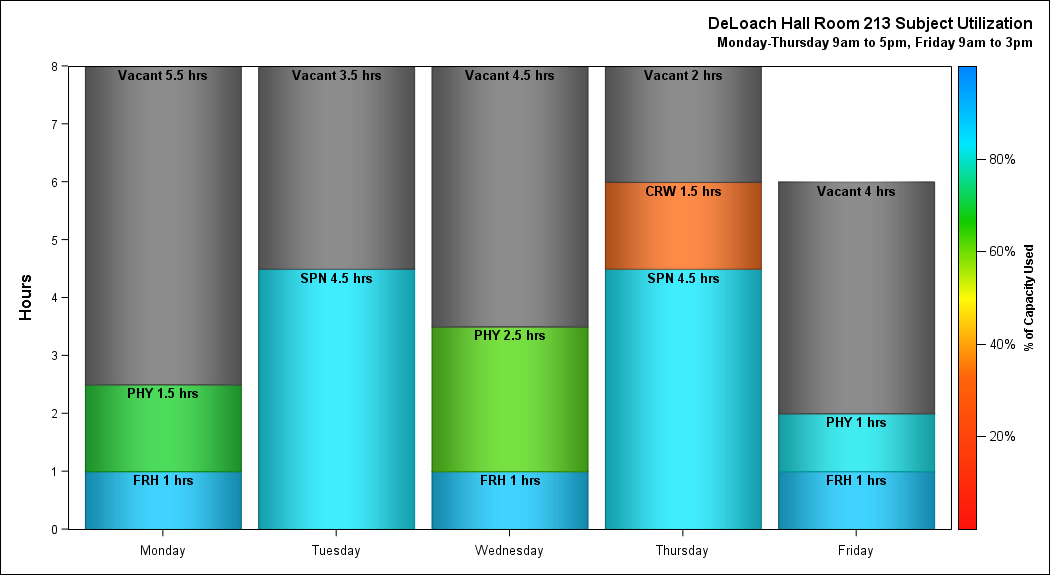 DeLoach Hall Room 213 Subject Utilization
Monday-Thursday 9am to 5pm, Friday 9am to 3pm
Hours
8
7
6
5
4
3
2
1
0
Vacant 5.5 hrs
PHY 1.5 hrs
FRH 1 hrs
Vacant 3.5 hrs
SPN 4.5 hrs
Vacant 4.5 hrs
PHY 2.5 hrs
FRH 1 hrs
Vacant 2 hrs
CRW 1.5 hrs
SPN 4.5 hrs
Vacant 4 hrs
PHY 1 hrs
FRH 1 hrs
Monday
Tuesday
Wednesday
Thursday
Friday
80%
60%
40%
20%
% of Capacity Used